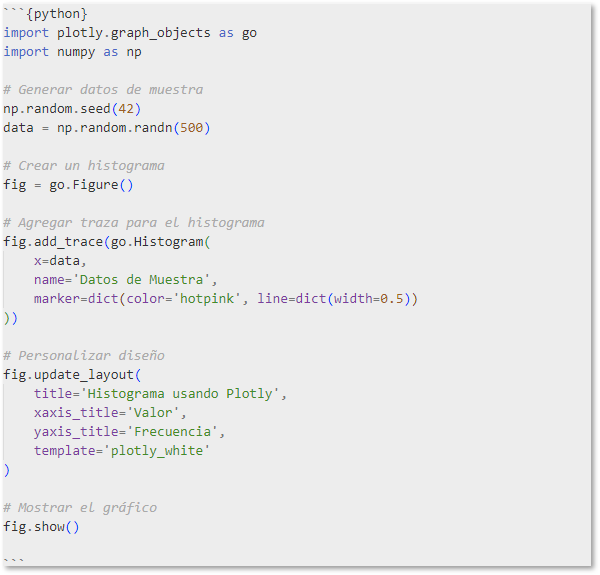 ```{python}
import plotly.graph_objects as go
import numpy as np

# Generar datos de muestra
np.random.seed(42)
data = np.random.randn(500)

# Crear un histograma
fig = go.Figure()

# Agregar traza para el histograma
fig.add_trace(go.Histogram(
    x=data,
    name='Datos de Muestra',
    marker=dict(color='hotpink', line=dict(width=0.5))
))

# Personalizar diseño
fig.update_layout(
    title='Histograma usando Plotly',
    xaxis_title='Valor',
    yaxis_title='Frecuencia',
    template='plotly_white'
)

# Mostrar el gráfico
fig.show()

```